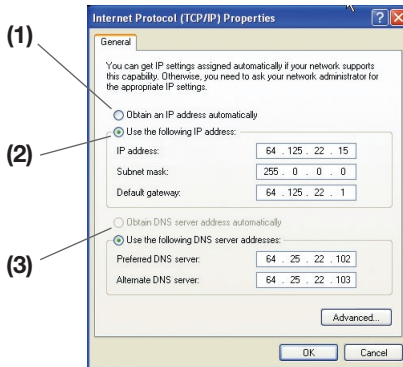 Internet Protocol (TCP/IP) Properties
General
You can get IP settings assigned automatically if your network supports
this capability. Otherwise, you need to ask your network administrator for
the appropriate IP settings.
(1)
Obtain an IP address automatically
Use the following IP address:
(2)
IP address: 64 . 125 . 22 . 15
Subnet mask: 255 . 0 . 0 . 0
Default gateway: 64 . 125 . 22 . 1
Obtain DNS server address automatically
Use the following DNS server addresses:
(3)
Preferred DNS server: 64 . 25 . 22 . 102
Alternate DNS server: 64 . 25 . 22 . 103
Advanced...
OK Cancel